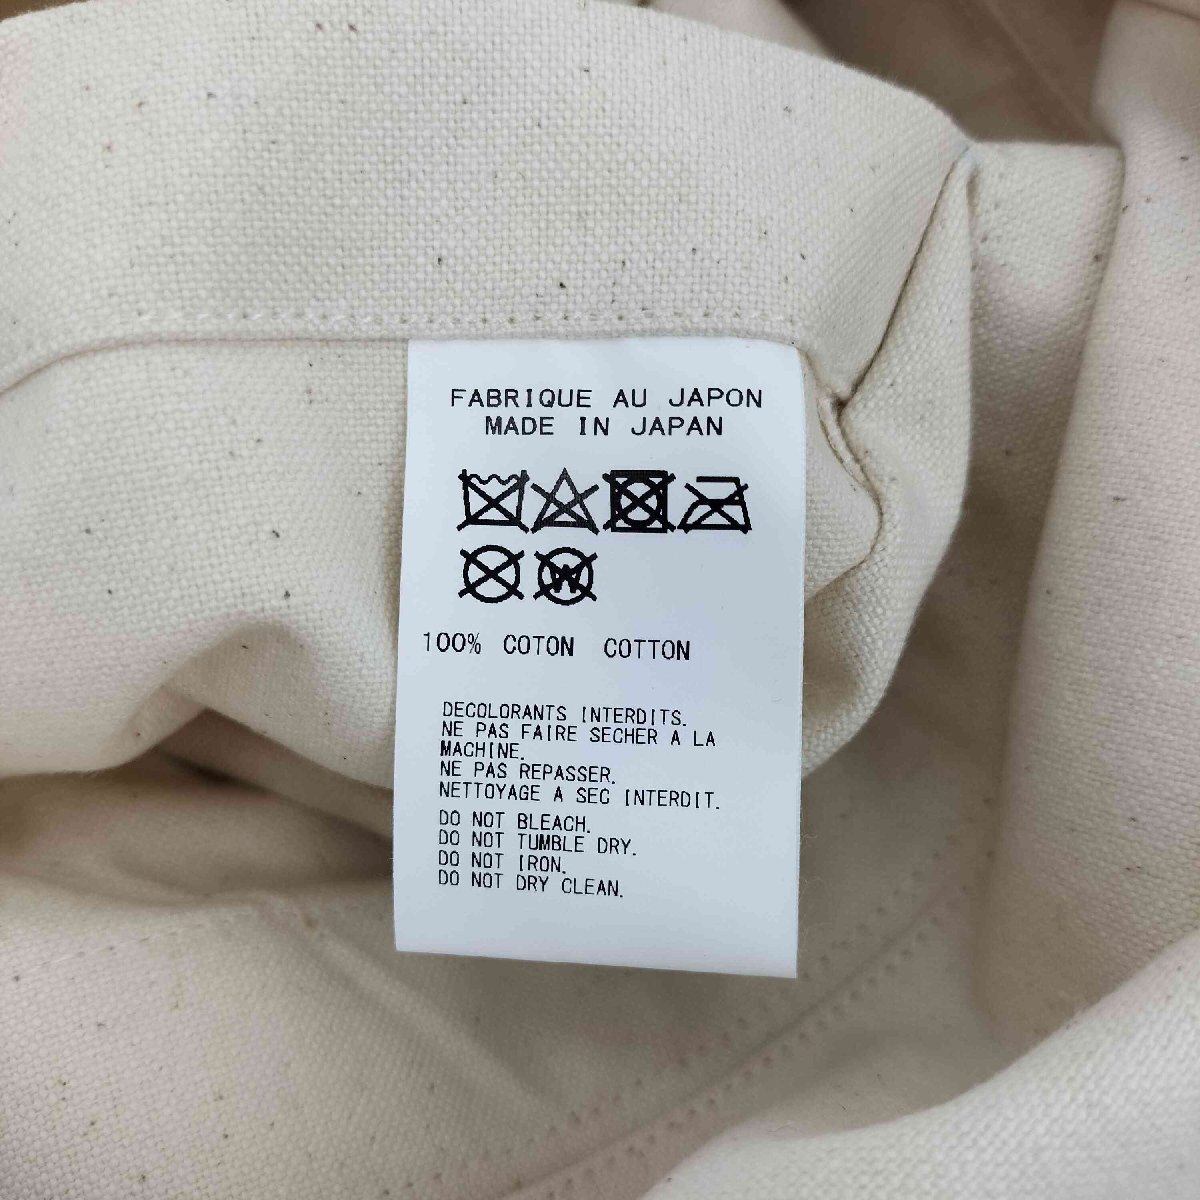 FABRIQUE AU JAPON
MADE IN JAPAN
W
100% COTON COTTON
DECOLORANTS INTERDITS.
NE PAS FAIRE SECHER A LA
MACHINE.
NE PAS REPASSER.
NETTOYAGE A SEC INTERDIT.
DO NOT BLEACH.
DO NOT TUMBLE DRY.
DO NOT IRON.
DO NOT DRY CLEAN.